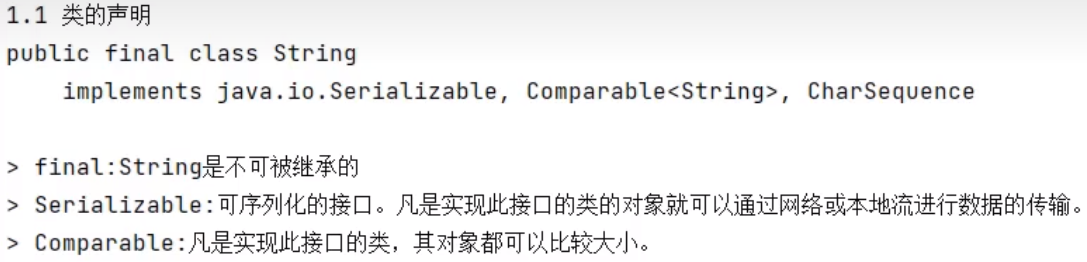 1.1 类的声明
public final class String
    implements java.io.Serializable, Comparable<String>, CharSequence
> final:String是不可被继承的
> Serializable:可序列化的接口。凡是实现此接口的类的对象就可以通过网络或本地流进行数据的传输。
> Comparable:凡是实现此接口的类，其对象都可以比较大小。